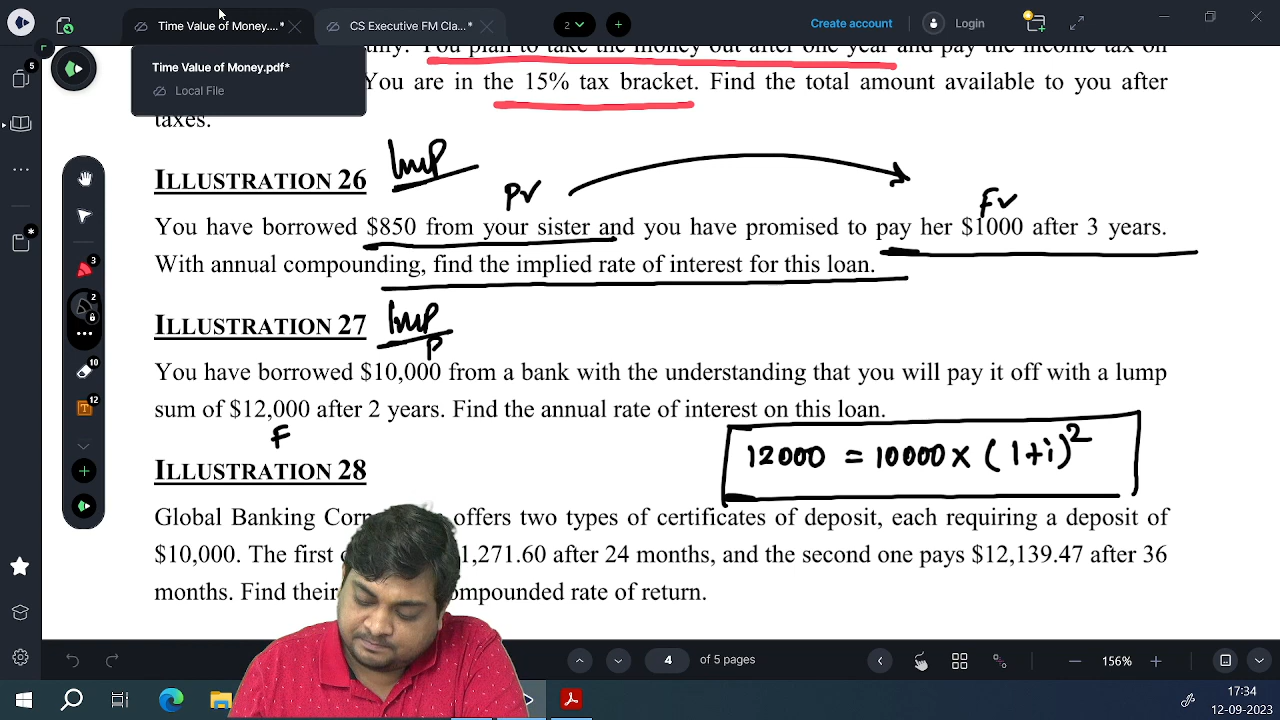 Time Value of Money....*
CS Executive FM Cla... *
2
Create account
Login
5
Time Value of Money.pdf*
Local File
You plan to take the money out after one year and pay the income tax on
You are in the 15% tax bracket. Find the total amount available to you after
taxes.
ILLUSTRATION 26
Imp
PV
FV
You have borrowed $850 from your sister and you have promised to pay her $1000 after 3 years.
With annual compounding, find the implied rate of interest for this loan.
ILLUSTRATION 27
Imp
P
You have borrowed $10,000 from a bank with the understanding that you will pay it off with a lump
sum of $12,000 after 2 years. Find the annual rate of interest on this loan.
F
12000 = 10000 x (1+i)²
ILLUSTRATION 28
Global Banking offers two types of certificates of deposit, each requiring a deposit of
$10,000. The first 1,271.60 after 24 months, and the second one pays $12,139.47 after 36
months. Find their ompounded rate of return.
3
2
10
12
4
of 5 pages
156%
17:34
12-09-2023